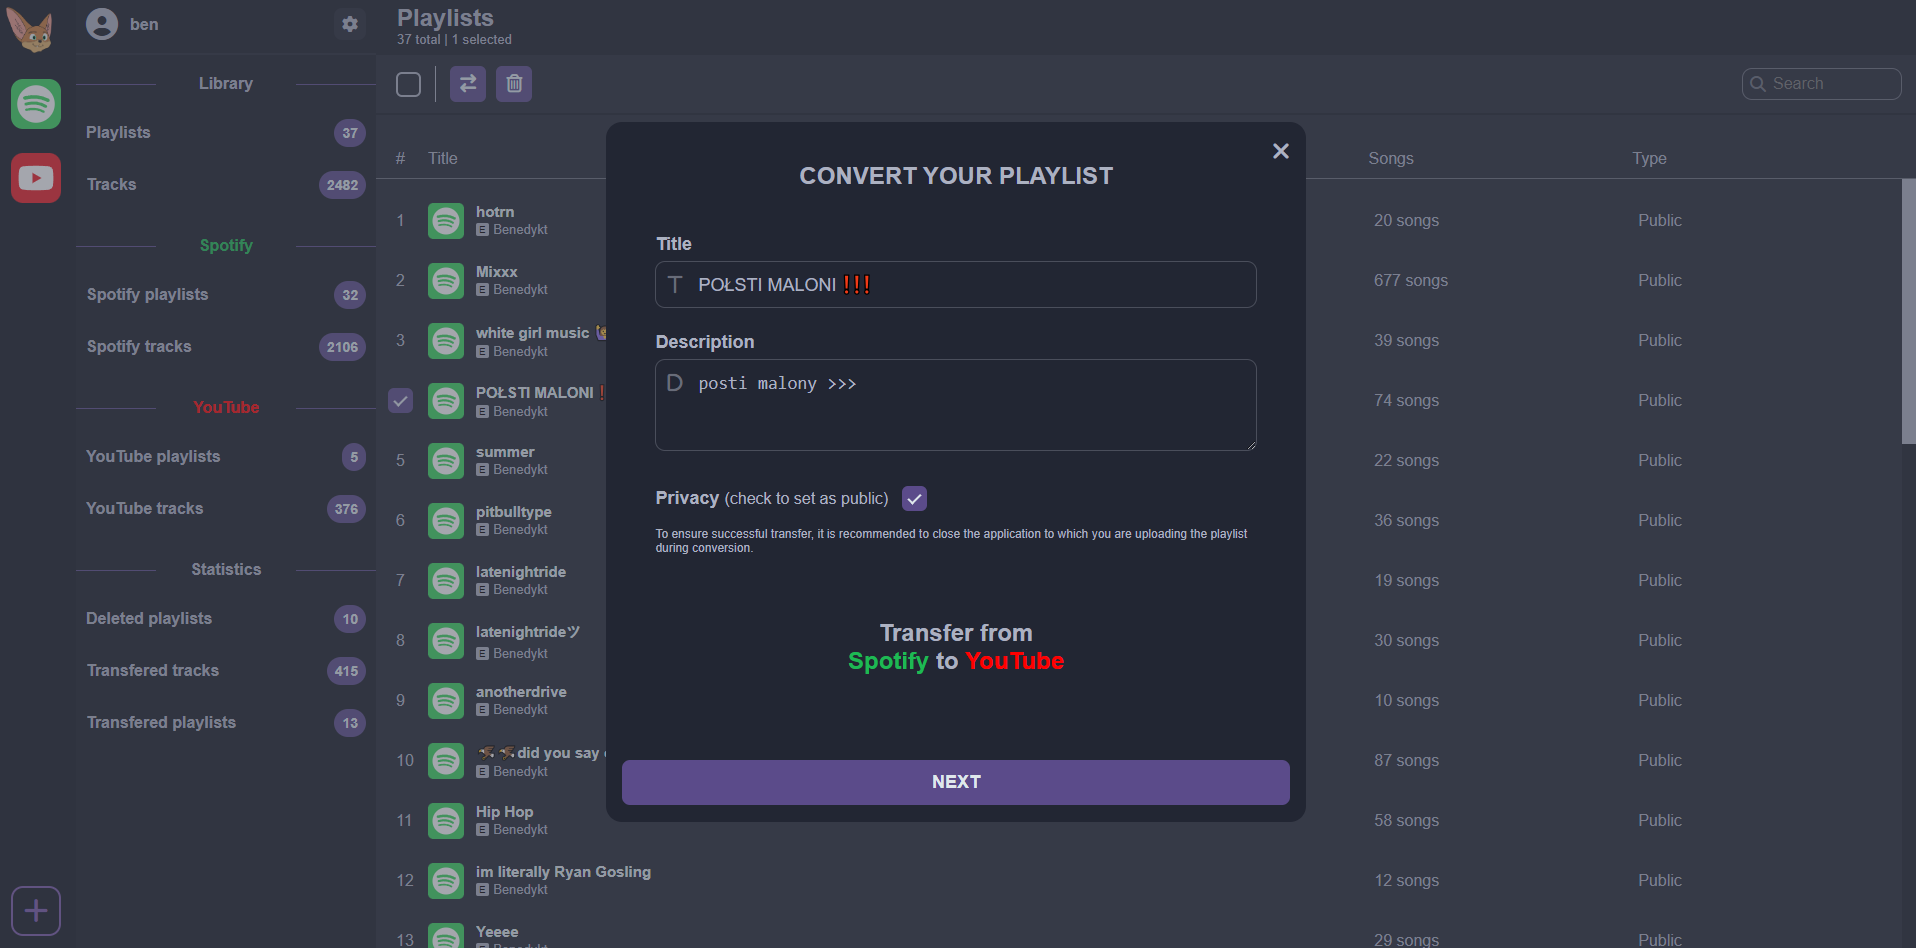 ben
Library
Playlists 37
Tracks 2482
Spotify
Spotify playlists 32
Spotify tracks 2106
YouTube
YouTube playlists 5
YouTube tracks 376
Statistics
Deleted playlists 10
Transfered tracks 415
Transfered playlists 13
Playlists
37 total | 1 selected
Search
# Title Songs Type
1 hotrn 20 songs Public
E Benedykt
2 Mixxx 677 songs Public
E Benedykt
3 white girl music 39 songs Public
E Benedykt
POŁSTI MALONI ! 74 songs Public
E Benedykt
5 summer 22 songs Public
E Benedykt
6 pitbulltype 36 songs Public
E Benedykt
7 latenightride 19 songs Public
E Benedykt
8 latenightrideツ 30 songs Public
E Benedykt
9 anotherdrive 10 songs Public
E Benedykt
10 did you say 87 songs Public
E Benedykt
11 Hip Hop 58 songs Public
E Benedykt
12 im literally Ryan Gosling 12 songs Public
E Benedykt
13 Yeeee 29 songs Public
E Benedykt
CONVERT YOUR PLAYLIST
Title
T POŁSTI MALONI ❗❗❗
Description
D posti malony >>>
Privacy (check to set as public)
To ensure successful transfer, it is recommended to close the application to which you are uploading the playlist
during conversion.
Transfer from
Spotify to YouTube
NEXT